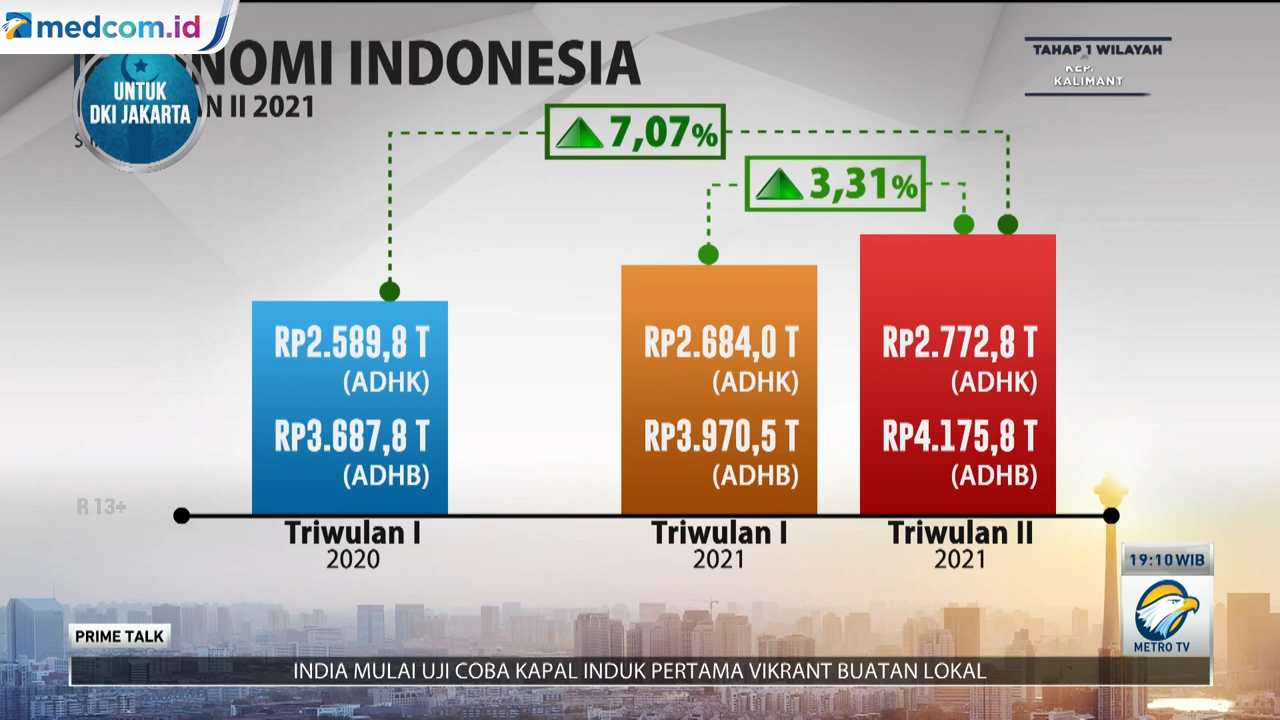 medcom.id
NOMI INDONESIA
N II 2021
UNTUK
DKI JAKARTA
TAHAP 1 WILAYAH
KALIMANT
7,07%
3,31%
Rp2.589,8 T
(ADHK)
Rp3.687,8 T
(ADHB)
Rp2.684,0 T
(ADHK)
Rp3.970,5 T
(ADHB)
Rp2.772,8 T
(ADHK)
Rp4.175,8 T
(ADHB)
R 13+
Triwulan I
2020
Triwulan I
2021
Triwulan II
2021
19:10 WIB
METRO TV
PRIME TALK
INDIA MULAI UJI COBA KAPAL INDUK PERTAMA VIKRANT BUATAN LOKAL